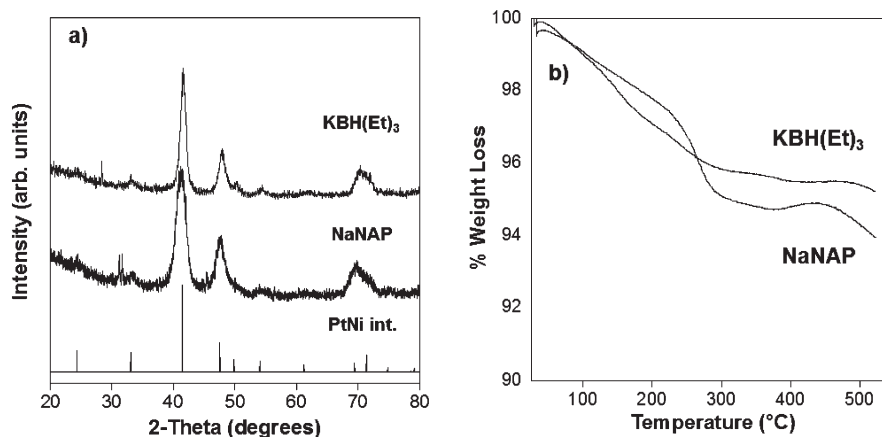 a)
KBH(Et)3
NaNAP
PtNi int.
Intensity (arb. units)
20 30 40 50 60 70 80
2-Theta (degrees)
b)
KBH(Et)3
NaNAP
% Weight Loss
100
98
96
94
92
90
100 200 300 400 500
Temperature (°C)